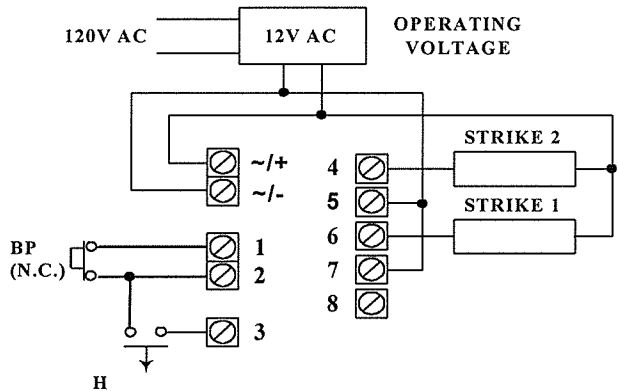 120V AC
12V AC
OPERATING
VOLTAGE
STRIKE 2
~/+
4
~/-
5
STRIKE 1
BP
(N.C.)
1
6
2
7
8
3
H